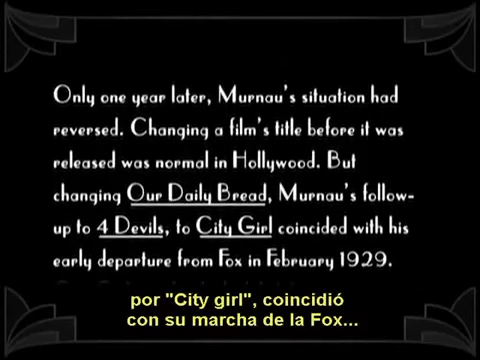 Only one year later, Murnau's situation had
reversed. Changing a film's title before it was
released was normal in Hollywood. But
changing Our Daily Bread, Murnau's follow-
up to 4 Devils, to City Girl coincided with his
early departure from Fox in February 1929.
por "City girl", coincidió
con su marcha de la Fox...